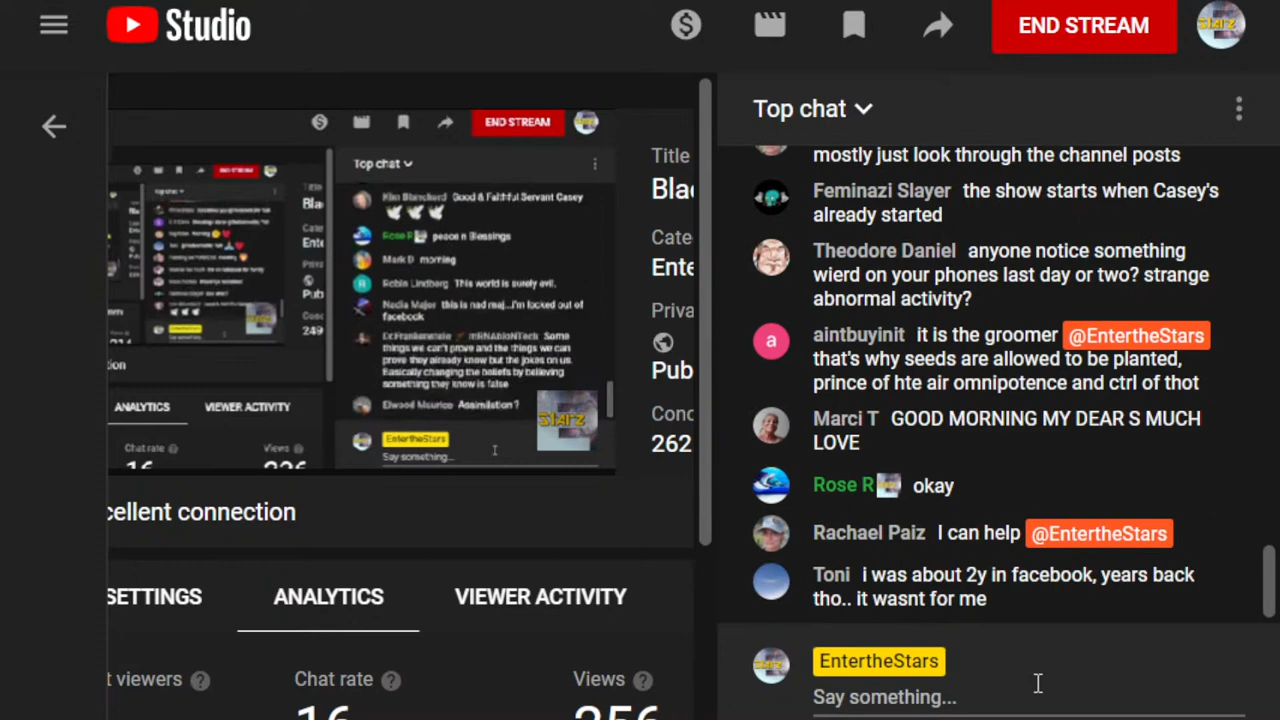 Studio
END STREAM
Starz
Top chat
mostly just look through the channel posts
Feminazi Slayer the show starts when Casey's
already started
Theodore Daniel anyone notice something
wierd on your phones last day or two? strange
abnormal activity?
aintbuyinit it is the groomer @EntertheStars
that's why seeds are allowed to be planted,
prince of hte air omnipotence and ctrl of thot
Marci T GOOD MORNING MY DEAR S MUCH
LOVE
Rose R okay
Rachael Paiz I can help @EntertheStars
Toni i was about 2y in facebook, years back
tho.. it wasnt for me
EntertheStars
Say something...
END STREAM
Top chat
Kim Blanchard Good & Faithful Servant Casey
Rose R peace n Blessings
Mark D morning
Robin Lindberg This world is surely evil.
Nadia Major this is nad maj...i'm locked out of
facebook
Some
things we can't prove and the things we can
prove they already know but the jokes on us.
Basically changing the beliefs by believing
something they know is false
Elwood Maurice Assimilation?
Starz
EntertheStars
Say something...
Top chat
ANALYTICS
VIEWER ACTIVITY
Chat rate
Views
16
Title
Bla
Cate
Ente
Priva
Pub
Conc
262
cellent connection
SETTINGS
ANALYTICS
VIEWER ACTIVITY
t viewers
Chat rate
Views
16
256